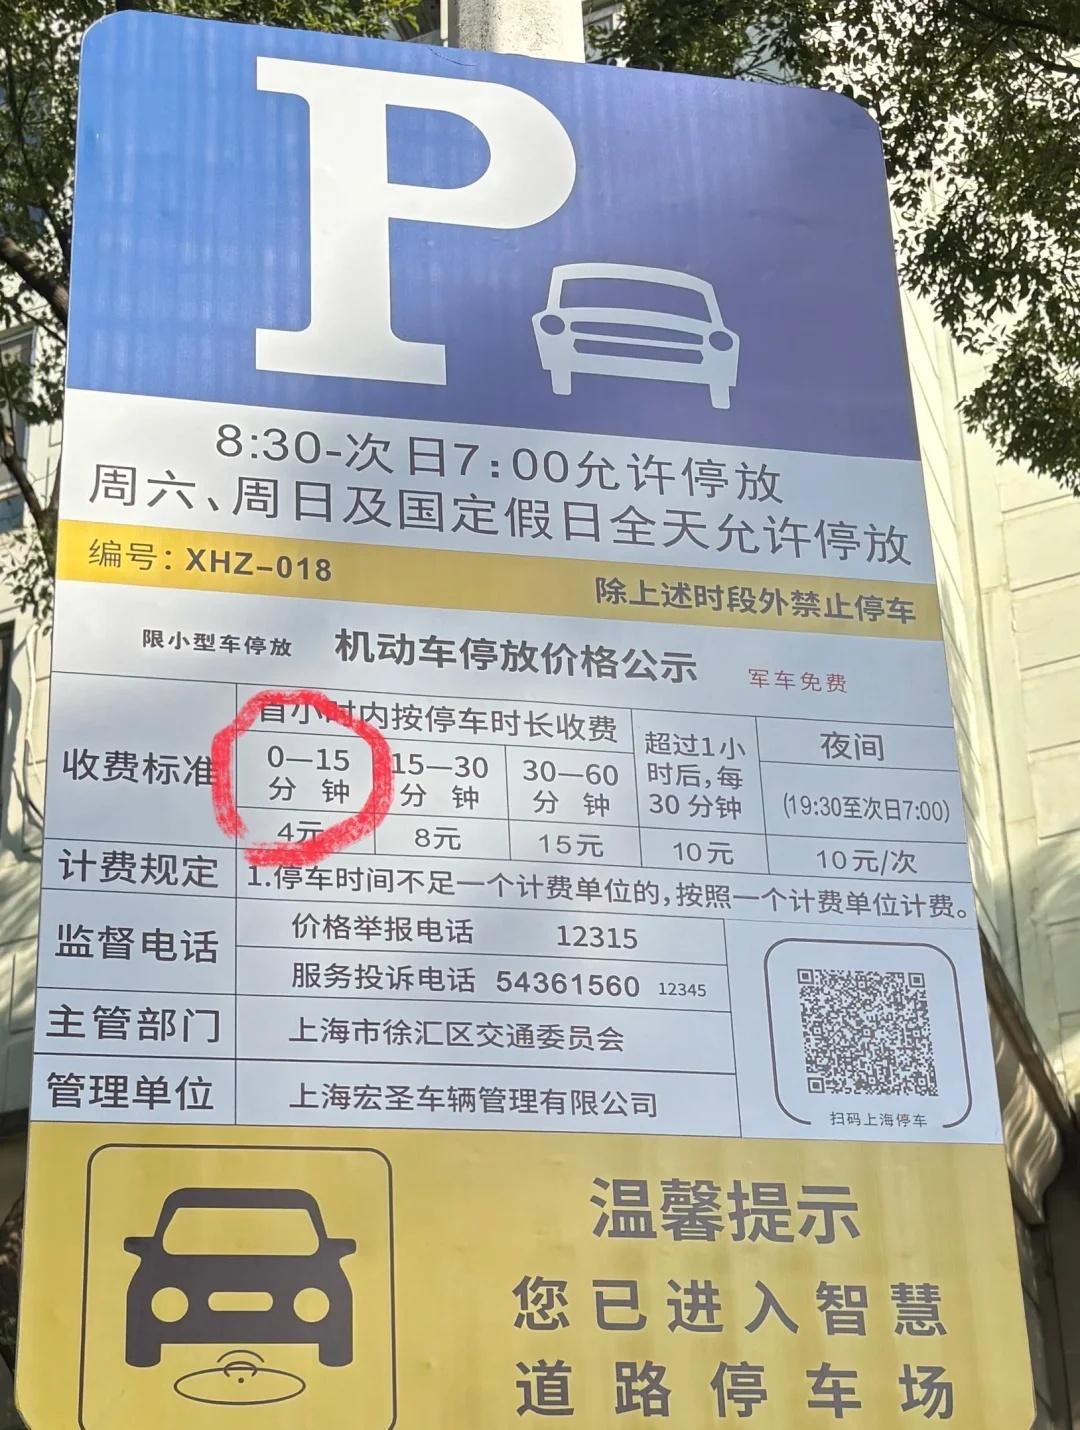 P
8:30-次日7:00允许停放
周六、周日及国定假日全天允许停放
编号: XHZ-018
除上述时段外禁止停车
限小型车停放 机动车停放价格公示 军车免费
收费标准
首小时内按停车时长收费
0—15分钟
15—30分钟
30—60分钟
超过1小时后,每30分钟
夜间
(19:30至次日7:00)
4元
8元
15元
10元
10元/次
计费规定
1.停车时间不足一个计费单位的,按照一个计费单位计费。
监督电话
价格举报电话 12315
服务投诉电话 54361560 12345
主管部门
上海市徐汇区交通委员会
管理单位
上海宏圣车辆管理有限公司
扫码上海停车
温馨提示
您已进入智慧
道路停车场